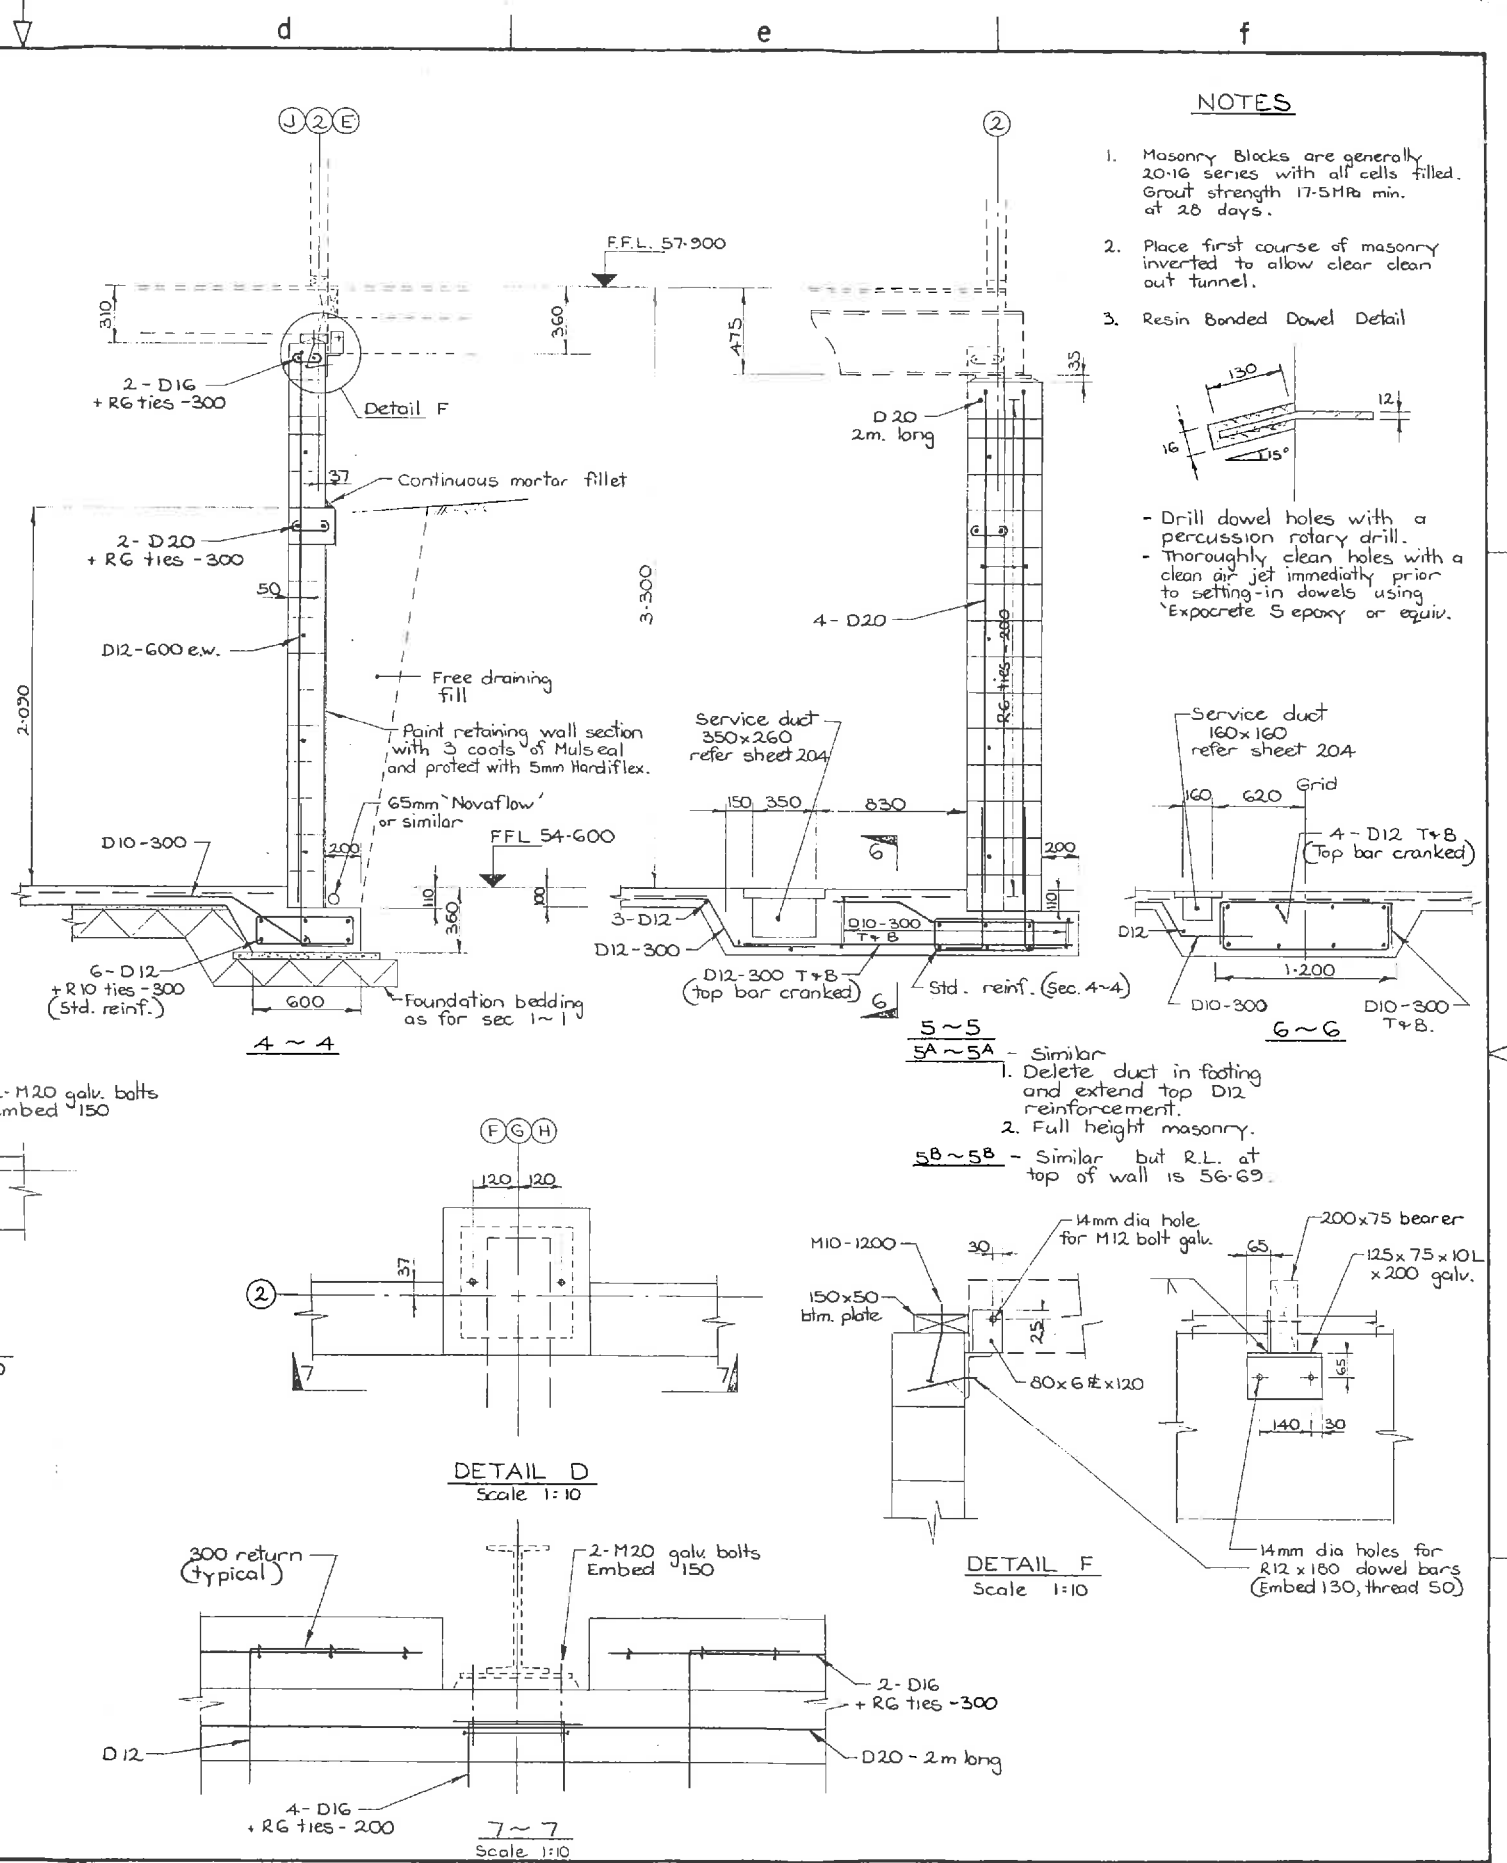 d
e
f
NOTES
1. Masonry Blocks are generally
20·16 series with all cells filled.
Grout strength 17·5MPa min.
at 28 days.
2. Place first course of masonry
inverted to allow clear clean
out tunnel.
3. Resin Bonded Dowel Detail
130
12
16
15°
- Drill dowel holes with a
percussion rotary drill.
- Thoroughly clean holes with a
clean air jet immediatly prior
to setting-in dowels using
'Expocrete S epoxy or equiv.
J 2 E
310
F.F.L. 57·900
360
2-D16
+ R6 ties -300
Detail F
37
Continuous mortar fillet
2-D20
+ R6 ties -300
50
D12-600 e.w.
2·090
Free draining
fill
Paint retaining wall section
with 3 coats of Mulseal
and protect with 5mm Hardiflex.
65mm 'Novaflow'
or similar
D10-300
200
FFL 54·600
110
360
100
6-D12
+R10 ties -300
(Std. reinf.)
600
Foundation bedding
as for sec 1~1
4 ~ 4
2
475
35
D20
2m. long
3·300
4-D20
R6 ties - 200
Service duct
350x260
refer sheet 204
150 350 830
6
200
110
3-D12
D12-300
D10-300
T+B
D12-300 T+B
(top bar cranked)
6
Std. reinf. (Sec. 4~4)
5 ~ 5
5A ~ 5A - Similar
1. Delete duct in footing
and extend top D12
reinforcement.
2. Full height masonry.
5B ~ 5B - Similar but R.L. at
top of wall is 56·69.
Service duct
160x160
refer sheet 204
160 620 Grid
4-D12 T+B
(Top bar cranked)
D12
1·200
D10-300
D10-300
T+B.
6 ~ 6
-M20 galv. bolts
mbed 150
F G H
120 120
37
2
7 7
DETAIL D
Scale 1:10
M10-1200
30
14mm dia hole
for M12 bolt galv.
150x50
btm. plate
25
80x6 ℄x120
DETAIL F
Scale 1:10
200x75 bearer
65
125x75x10L
x200 galv.
65
140 30
14mm dia holes for
R12x180 dowel bars
(Embed 130, thread 50)
300 return
(typical)
2-M20 galv. bolts
Embed 150
2-D16
+ R6 ties -300
D12
D20-2m long
4-D16
+ R6 ties - 200
7 ~ 7
Scale 1:10